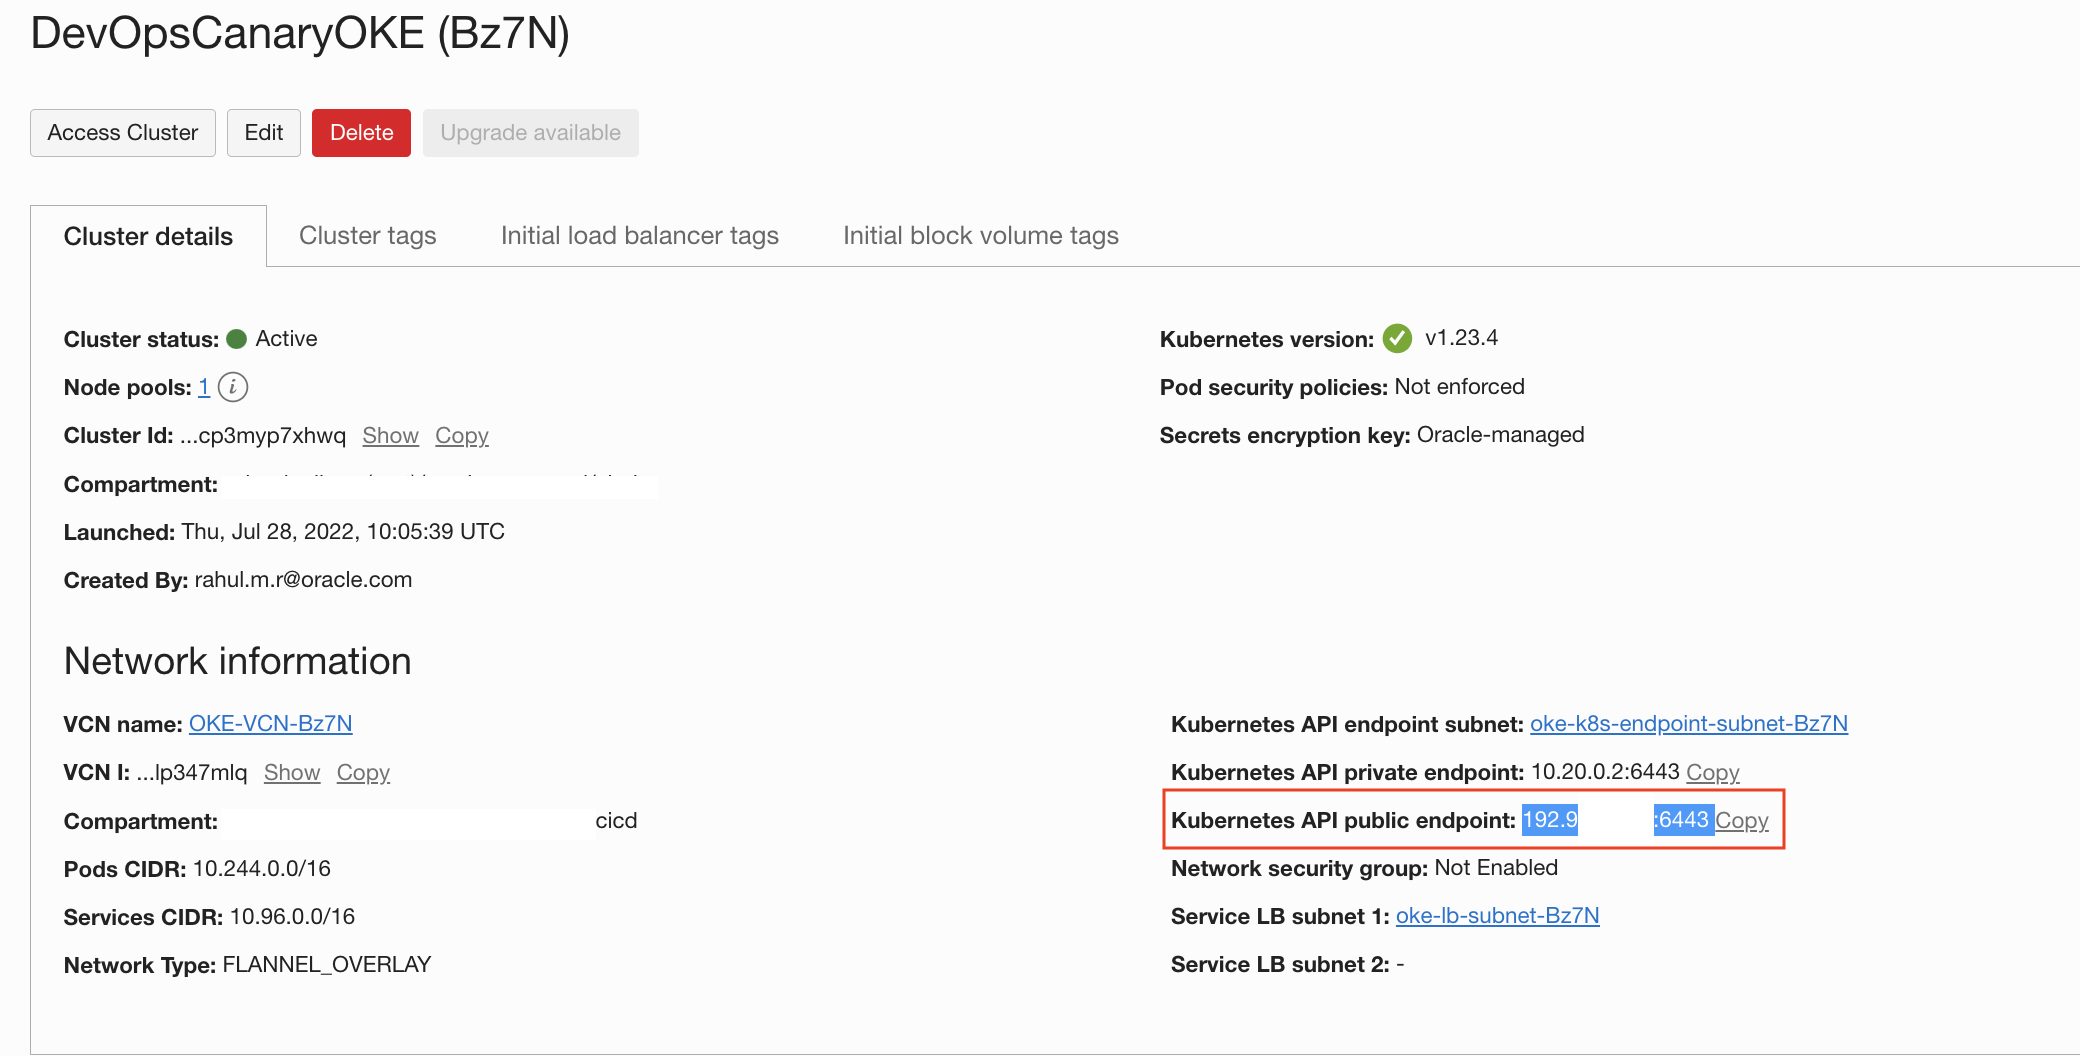 DevOpsCanaryOKE (Bz7N)
Access Cluster Edit Delete Upgrade available
Cluster details Cluster tags Initial load balancer tags Initial block volume tags
Cluster status: Active
Node pools: 1 i
Cluster Id: ...cp3myp7xhwq Show Copy
Compartment:
Launched: Thu, Jul 28, 2022, 10:05:39 UTC
Created By: rahul.m.r@oracle.com
Kubernetes version: v1.23.4
Pod security policies: Not enforced
Secrets encryption key: Oracle-managed
Network information
VCN name: OKE-VCN-Bz7N
VCN I: ...lp347mlq Show Copy
Compartment: cicd
Pods CIDR: 10.244.0.0/16
Services CIDR: 10.96.0.0/16
Network Type: FLANNEL_OVERLAY
Kubernetes API endpoint subnet: oke-k8s-endpoint-subnet-Bz7N
Kubernetes API private endpoint: 10.20.0.2:6443 Copy
Kubernetes API public endpoint: 192.9 :6443 Copy
Network security group: Not Enabled
Service LB subnet 1: oke-lb-subnet-Bz7N
Service LB subnet 2: -